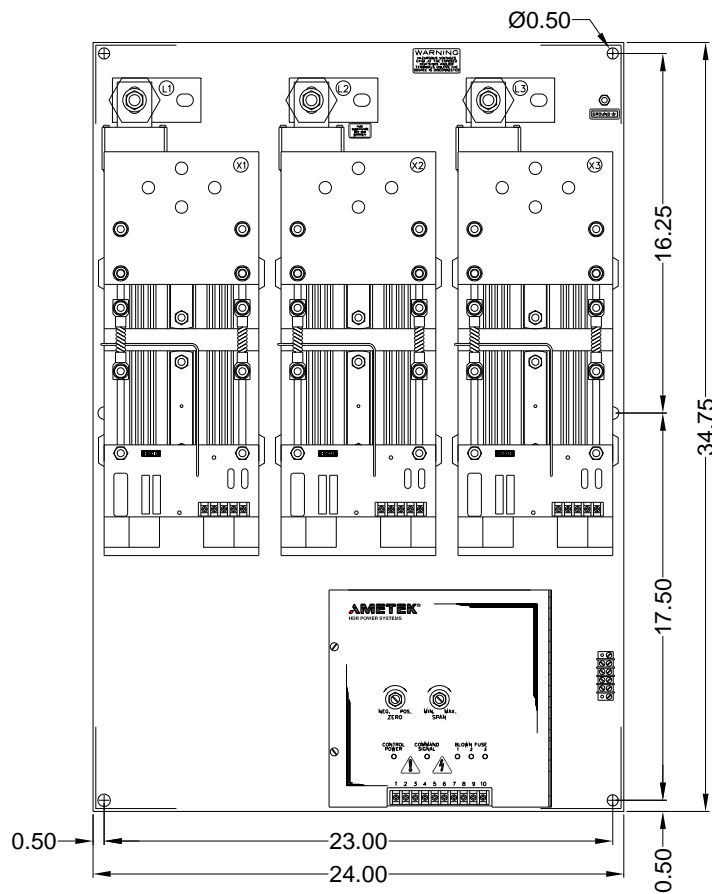 Ø0.50
WARNING
L1
L2
L3
GROUND
X1
X2
X3
16.25
34.75
17.50
AMETEK®
HDR POWER SYSTEMS
NEG. POS.
ZERO
MIN. MAX.
SPAN
CONTROL
POWER
COMMAND
SIGNAL
BLOWN FUSE
1 2 3
1 2 3 4 5 6 7 8 9 10
0.50
23.00
24.00
0.50